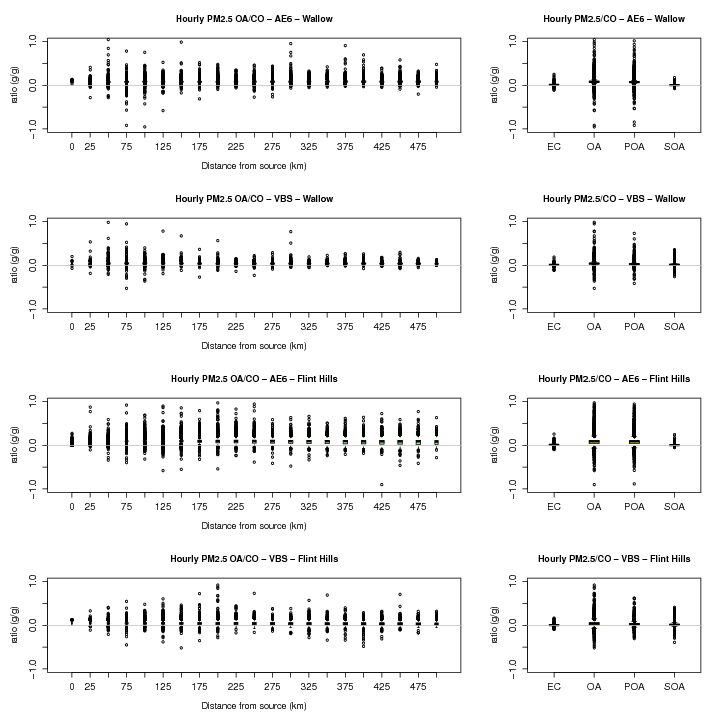 Hourly PM2.5 OA/CO – AE6 – Wallow
ratio (g/g)
1.0
0.0
−1.0
0 25 75 125 175 225 275 325 375 425 475
Distance from source (km)
Hourly PM2.5/CO – AE6 – Wallow
ratio (g/g)
1.0
0.0
−1.0
EC OA POA SOA
Hourly PM2.5 OA/CO – VBS – Wallow
ratio (g/g)
1.0
0.0
−1.0
0 25 75 125 175 225 275 325 375 425 475
Distance from source (km)
Hourly PM2.5/CO – VBS – Wallow
ratio (g/g)
1.0
0.0
−1.0
EC OA POA SOA
Hourly PM2.5 OA/CO – AE6 – Flint Hills
ratio (g/g)
1.0
0.0
−1.0
0 25 75 125 175 225 275 325 375 425 475
Distance from source (km)
Hourly PM2.5/CO – AE6 – Flint Hills
ratio (g/g)
1.0
0.0
−1.0
EC OA POA SOA
Hourly PM2.5 OA/CO – VBS – Flint Hills
ratio (g/g)
1.0
0.0
−1.0
0 25 75 125 175 225 275 325 375 425 475
Distance from source (km)
Hourly PM2.5/CO – VBS – Flint Hills
ratio (g/g)
1.0
0.0
−1.0
EC OA POA SOA